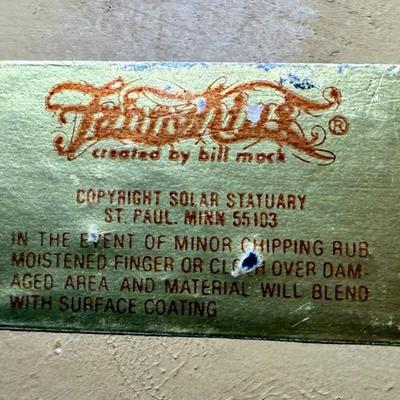 ®
created by bill mack
COPYRIGHT SOLAR STATUARY
ST. PAUL. MINN 55103
IN THE EVENT OF MINOR CHIPPING RUB
MOISTENED FINGER OR CLOTH OVER DAM-
AGED AREA AND MATERIAL WILL BLEND
WITH SURFACE COATING